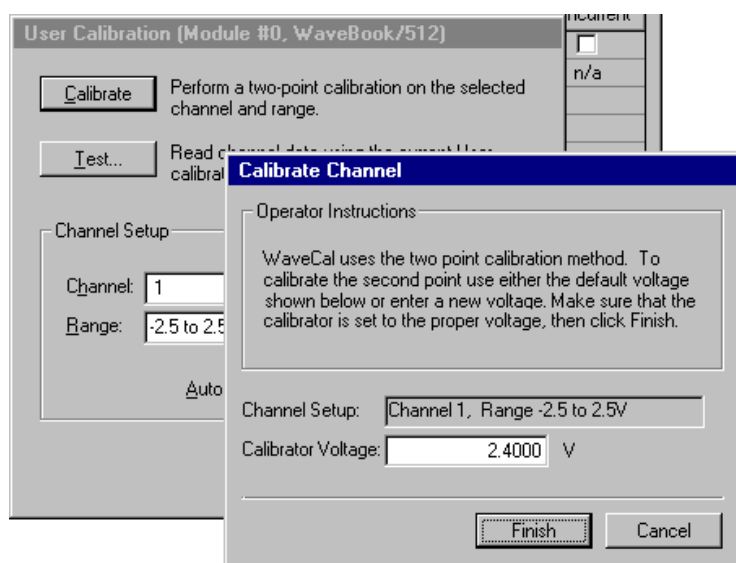 User Calibration (Module #0, WaveBook/512)
n/a
Calibrate
Perform a two-point calibration on the selected
channel and range.
Test...
Channel Setup
Channel: 1
Range: -2.5 to 2.5
Auto
Calibrate Channel
Operator Instructions
WaveCal uses the two point calibration method. To
calibrate the second point use either the default voltage
shown below or enter a new voltage. Make sure that the
calibrator is set to the proper voltage, then click Finish.
Channel Setup: Channel 1, Range -2.5 to 2.5V
Calibrator Voltage: 2.4000 V
Finish
Cancel